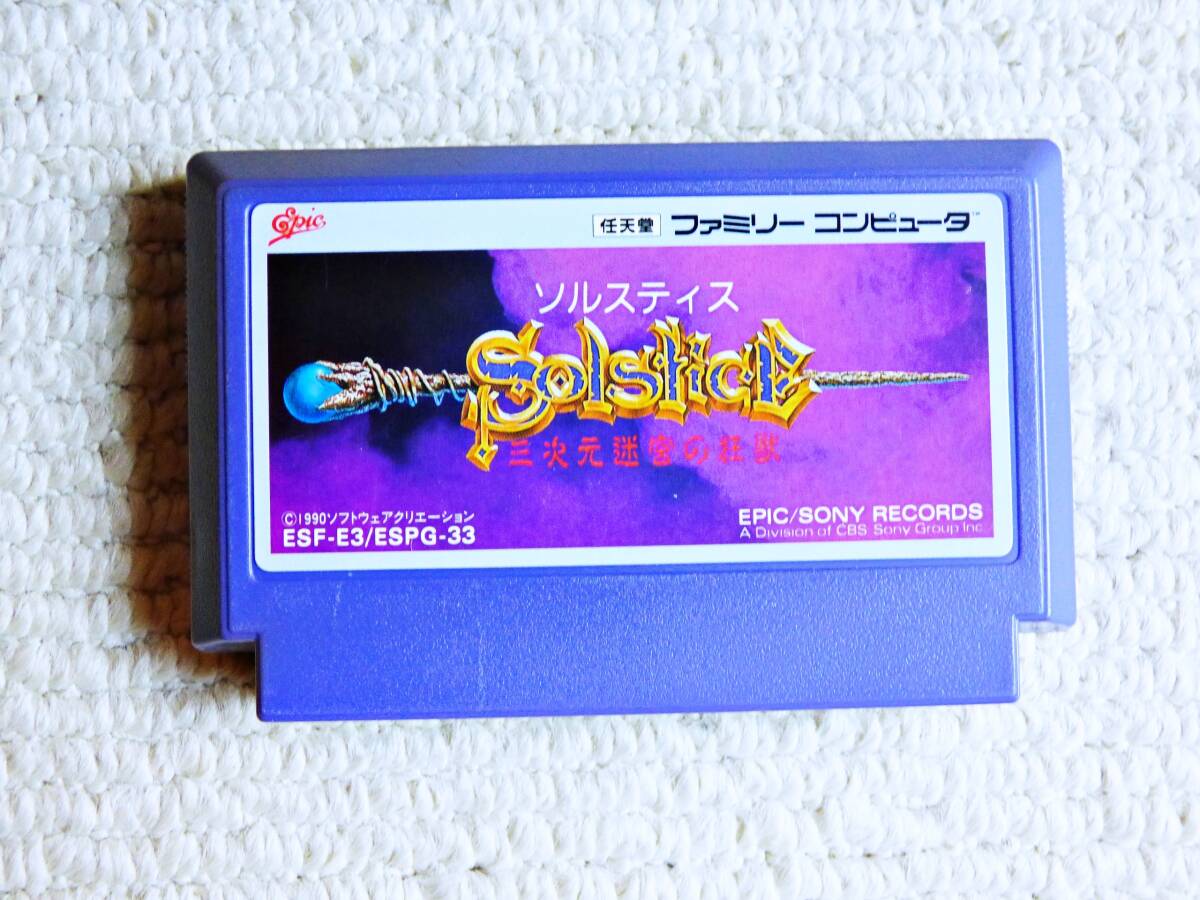 Epic
任天堂 ファミリーコンピュータ™
ソルスティス
Solstice
三次元迷宮の狂獣
©1990ソフトウェアクリエーション
ESF-E3/ESPG-33
EPIC/SONY RECORDS
A Division of CBS Sony Group Inc.